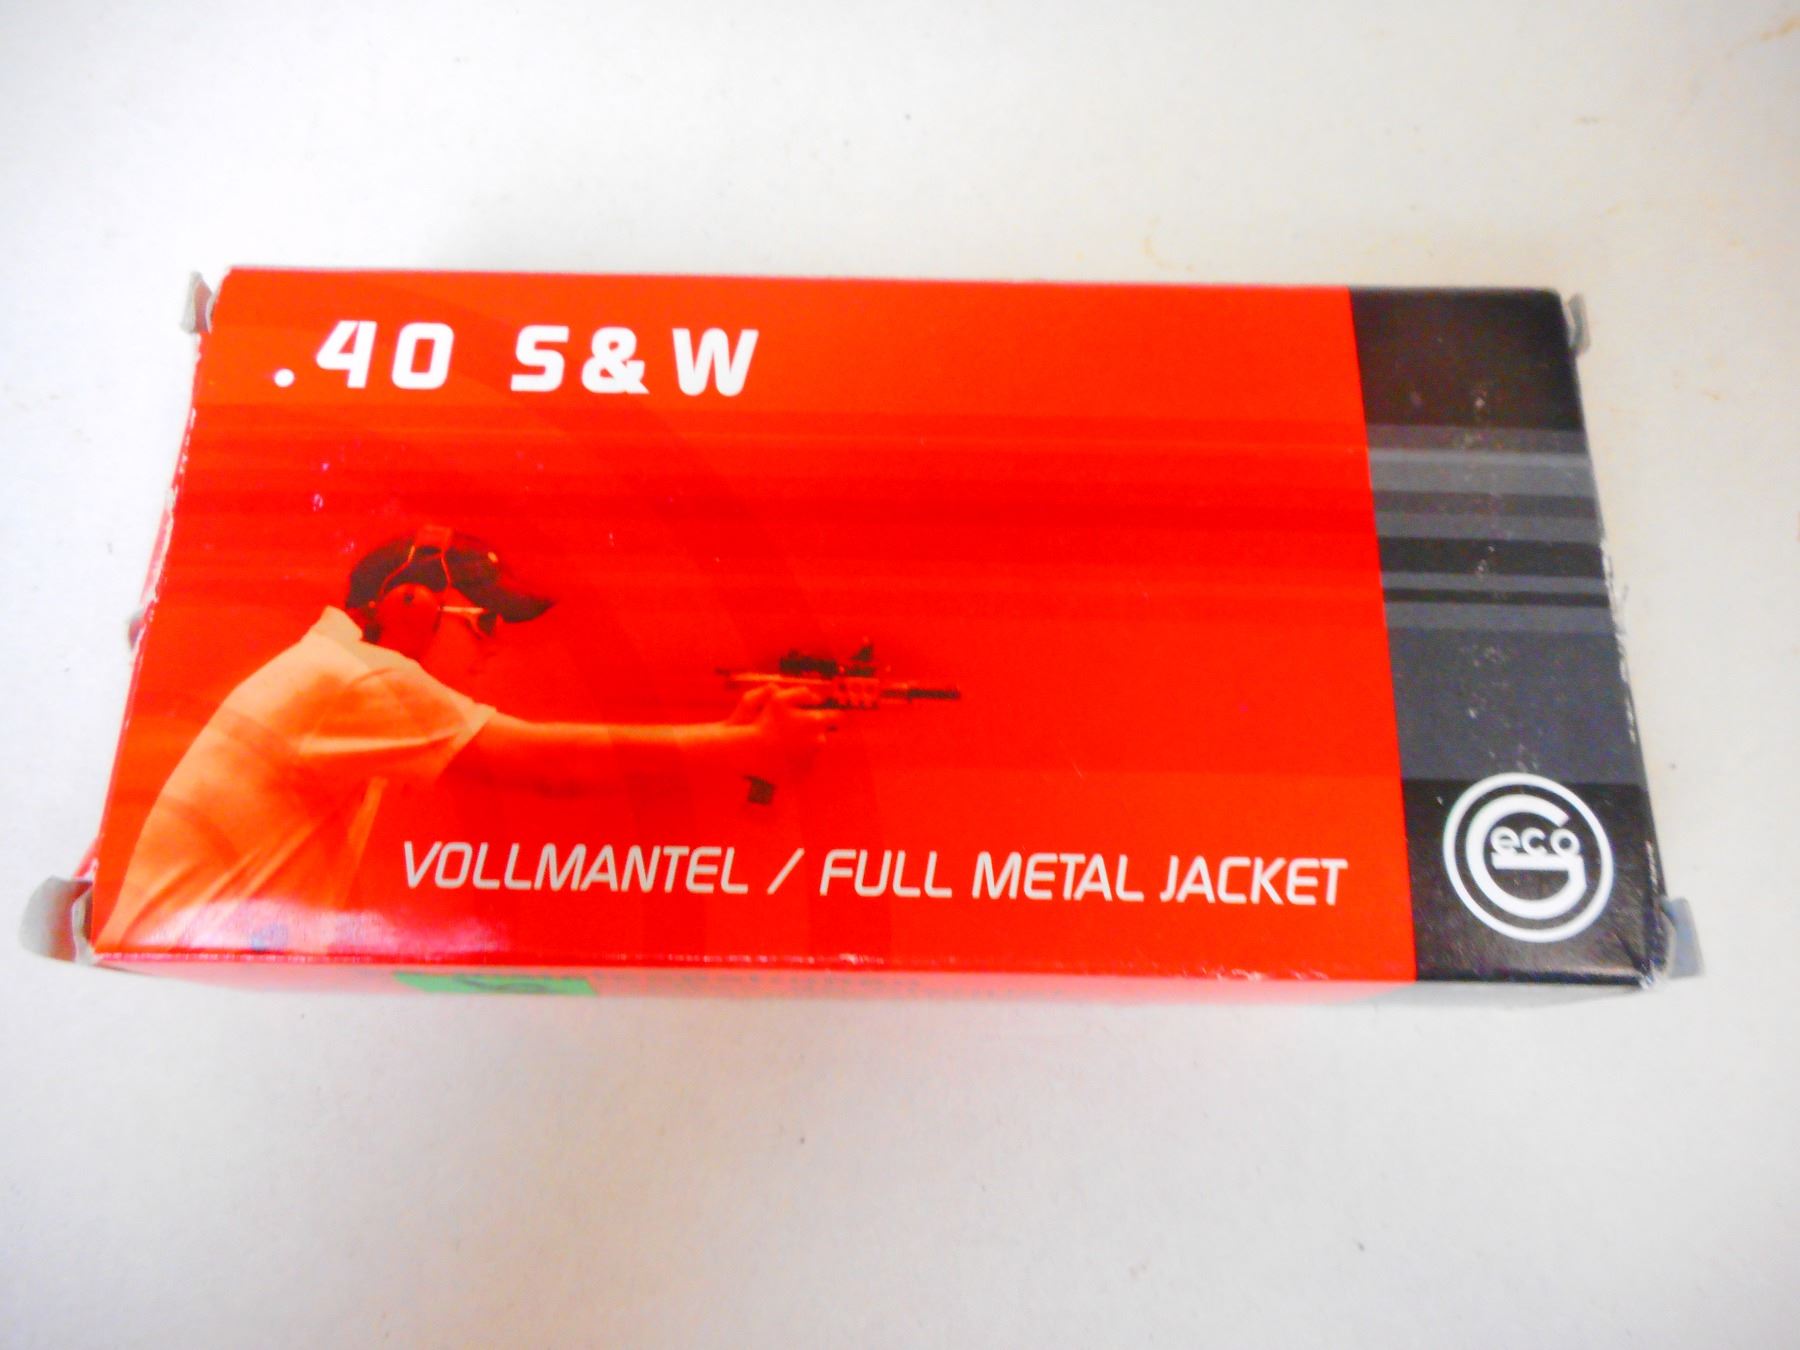 .40 S&W
VOLLMANTEL / FULL METAL JACKET
Geco